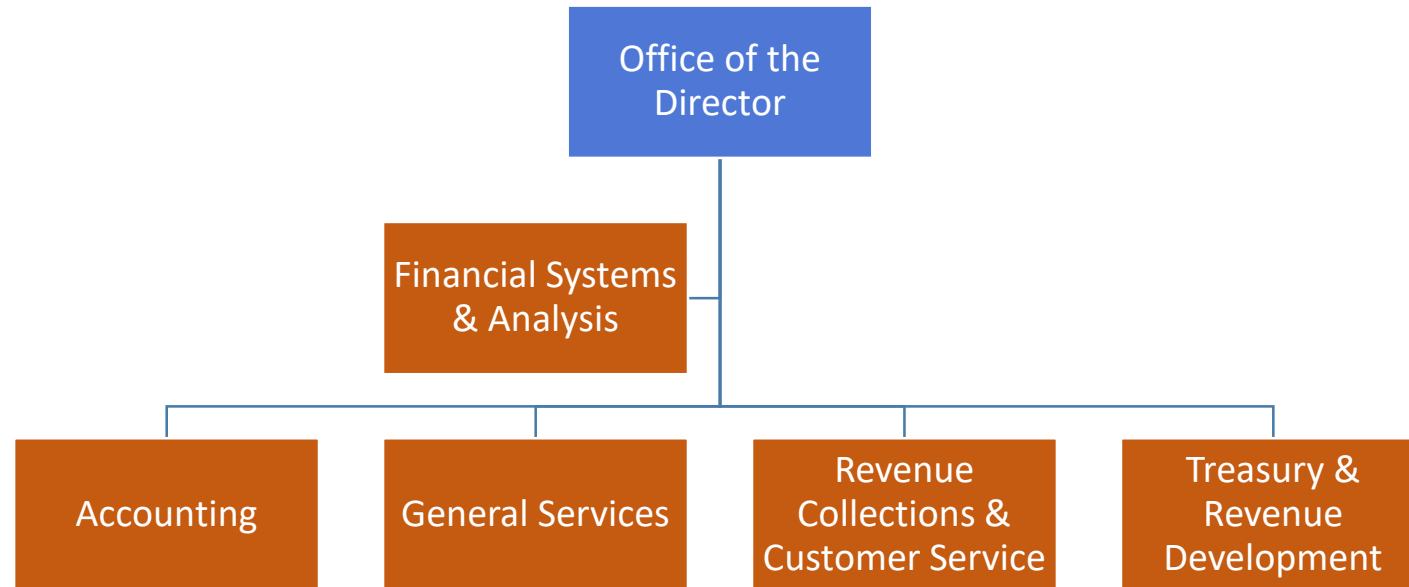 Office of the
Director
Financial Systems
& Analysis
Accounting
General Services
Revenue
Collections &
Customer Service
Treasury &
Revenue
Development